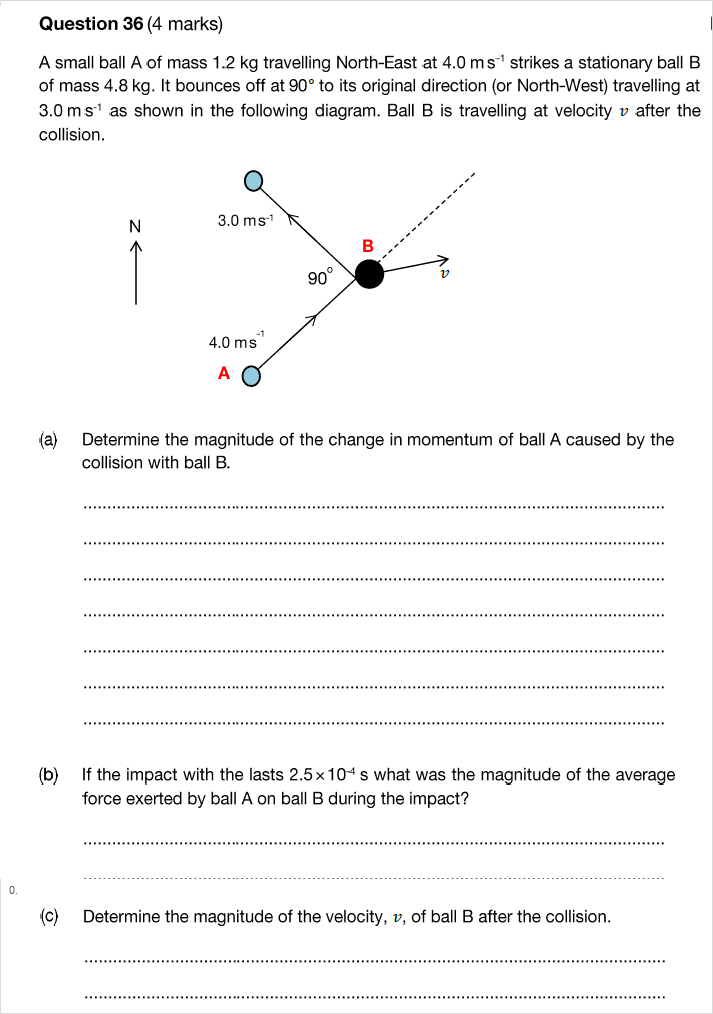 Question 36 (4 marks)
A small ball A of mass 1.2 kg travelling North-East at 4.0 m s⁻¹ strikes a stationary ball B
of mass 4.8 kg. It bounces off at 90° to its original direction (or North-West) travelling at
3.0 m s⁻¹ as shown in the following diagram. Ball B is travelling at velocity v after the
collision.
N
3.0 ms⁻¹
B
90°
v
4.0 ms⁻¹
A
(a) Determine the magnitude of the change in momentum of ball A caused by the
collision with ball B.
(b) If the impact with the lasts 2.5×10⁻⁴ s what was the magnitude of the average
force exerted by ball A on ball B during the impact?
0.
(c) Determine the magnitude of the velocity, v, of ball B after the collision.